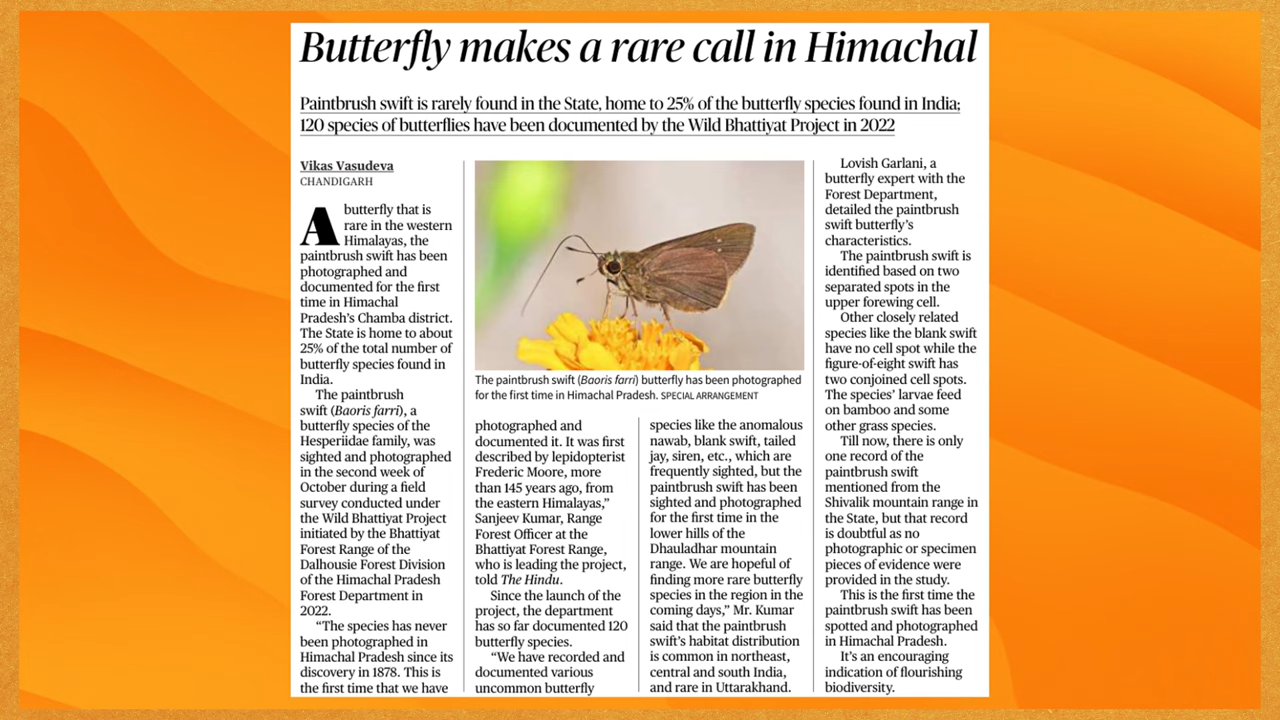 Butterfly makes a rare call in Himachal
Paintbrush swift is rarely found in the State, home to 25% of the butterfly species found in India;
120 species of butterflies have been documented by the Wild Bhattiyat Project in 2022
Vikas Vasudeva
CHANDIGARH
A butterfly that is
rare in the western
Himalayas, the
paintbrush swift has been
photographed and
documented for the first
time in Himachal
Pradesh's Chamba district.
The State is home to about
25% of the total number of
butterfly species found in
India.
The paintbrush
swift (Baoris farri), a
butterfly species of the
Hesperiidae family, was
sighted and photographed
in the second week of
October during a field
survey conducted under
the Wild Bhattiyat Project
initiated by the Bhattiyat
Forest Range of the
Dalhousie Forest Division
of the Himachal Pradesh
Forest Department in
2022.
"The species has never
been photographed in
Himachal Pradesh since its
discovery in 1878. This is
the first time that we have
The paintbrush swift (Baoris farri) butterfly has been photographed
for the first time in Himachal Pradesh. SPECIAL ARRANGEMENT
photographed and
documented it. It was first
described by lepidopterist
Frederic Moore, more
than 145 years ago, from
the eastern Himalayas,"
Sanjeev Kumar, Range
Forest Officer at the
Bhattiyat Forest Range,
who is leading the project,
told The Hindu.
Since the launch of the
project, the department
has so far documented 120
butterfly species.
"We have recorded and
documented various
uncommon butterfly
species like the anomalous
nawab, blank swift, tailed
jay, siren, etc., which are
frequently sighted, but the
paintbrush swift has been
sighted and photographed
for the first time in the
lower hills of the
Dhauladhar mountain
range. We are hopeful of
finding more rare butterfly
species in the region in the
coming days," Mr. Kumar
said that the paintbrush
swift's habitat distribution
is common in northeast,
central and south India,
and rare in Uttarakhand.
Lovish Garlani, a
butterfly expert with the
Forest Department,
detailed the paintbrush
swift butterfly's
characteristics.
The paintbrush swift is
identified based on two
separated spots in the
upper forewing cell.
Other closely related
species like the blank swift
have no cell spot while the
figure-of-eight swift has
two conjoined cell spots.
The species' larvae feed
on bamboo and some
other grass species.
Till now, there is only
one record of the
paintbrush swift
mentioned from the
Shivalik mountain range in
the State, but that record
is doubtful as no
photographic or specimen
pieces of evidence were
provided in the study.
This is the first time the
paintbrush swift has been
spotted and photographed
in Himachal Pradesh.
It's an encouraging
indication of flourishing
biodiversity.